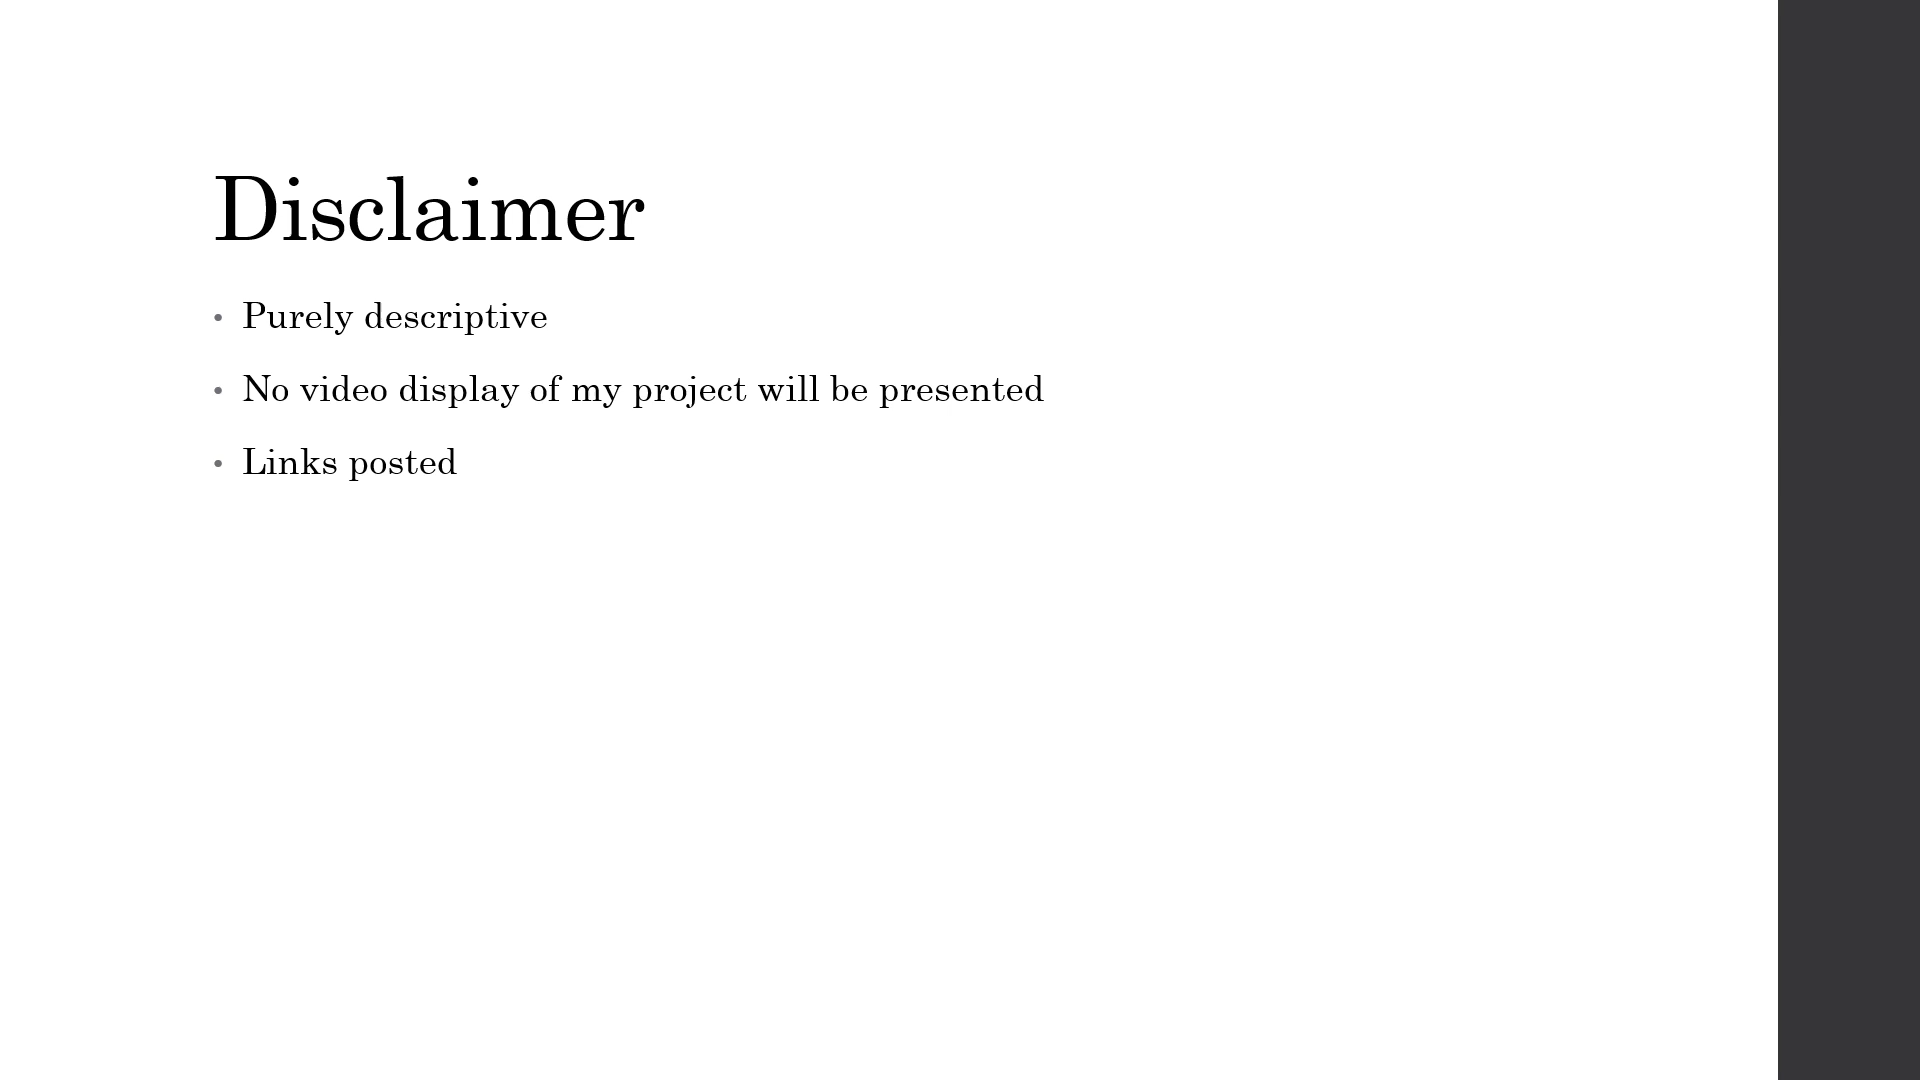 Disclaimer
• Purely descriptive
• No video display of my project will be presented
• Links posted